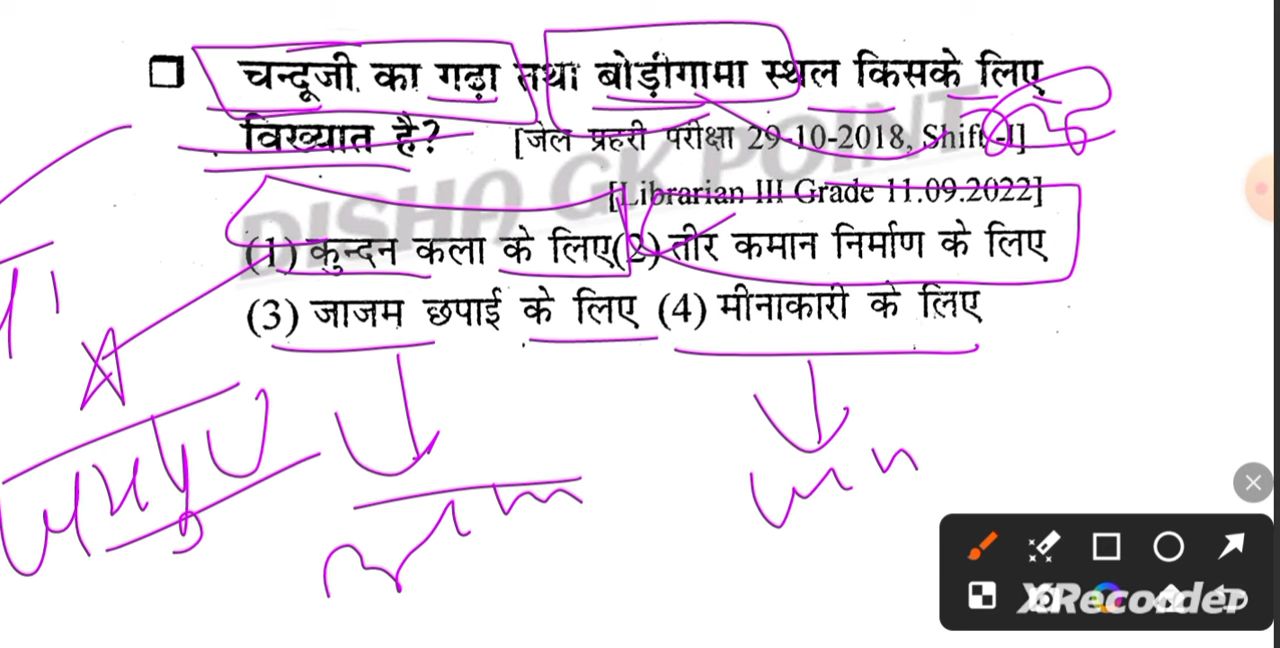 चन्दूजी का गढ़ा तथा बोड़ीगामा स्थल किसके लिए
विख्यात है? [जेल प्रहरी परीक्षा 29-10-2018, Shift-I]
[Librarian III Grade 11.09.2022]
DISHA GK POINT
(1) कुन्दन कला के लिए (2) तीर कमान निर्माण के लिए
(3) जाजम छपाई के लिए (4) मीनाकारी के लिए
जयपुर
XRecorder